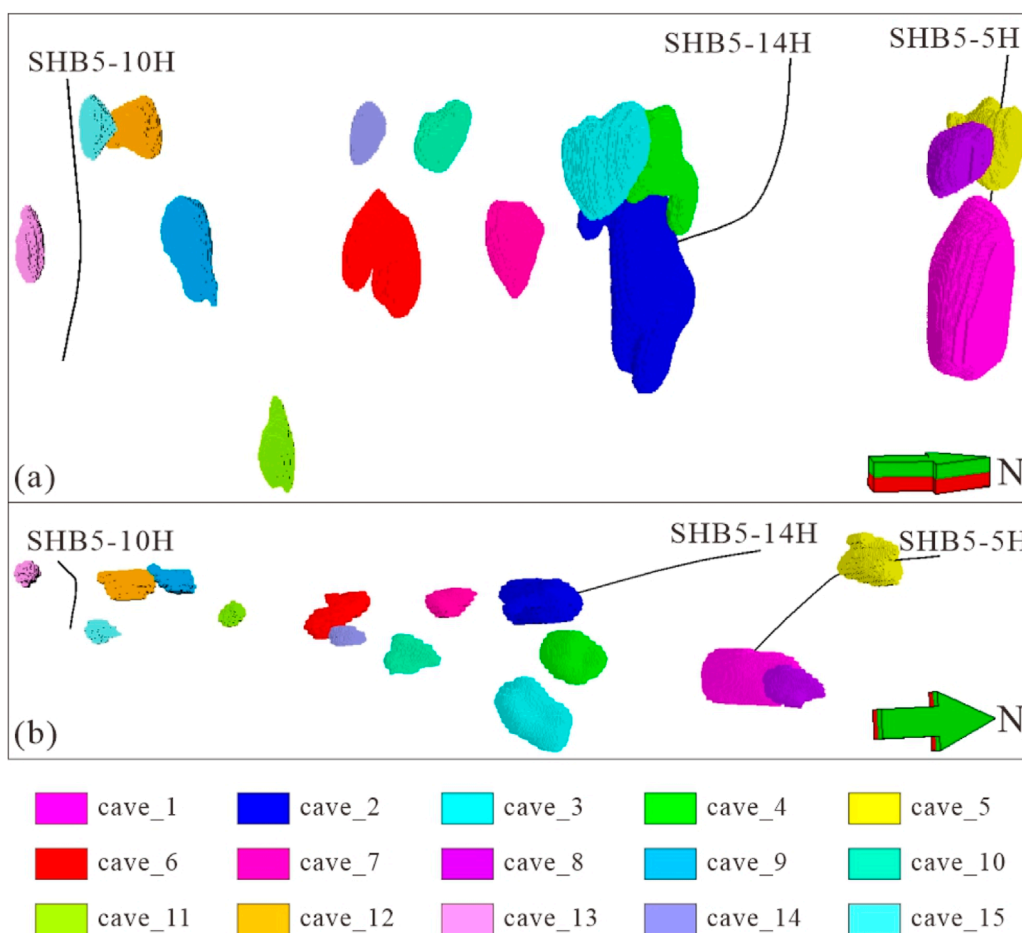 SHB5-10H
SHB5-14H
SHB5-5H
(a)
N
SHB5-10H
SHB5-14H
SHB5-5H
(b)
N
cave_1 cave_2 cave_3 cave_4 cave_5
cave_6 cave_7 cave_8 cave_9 cave_10
cave_11 cave_12 cave_13 cave_14 cave_15